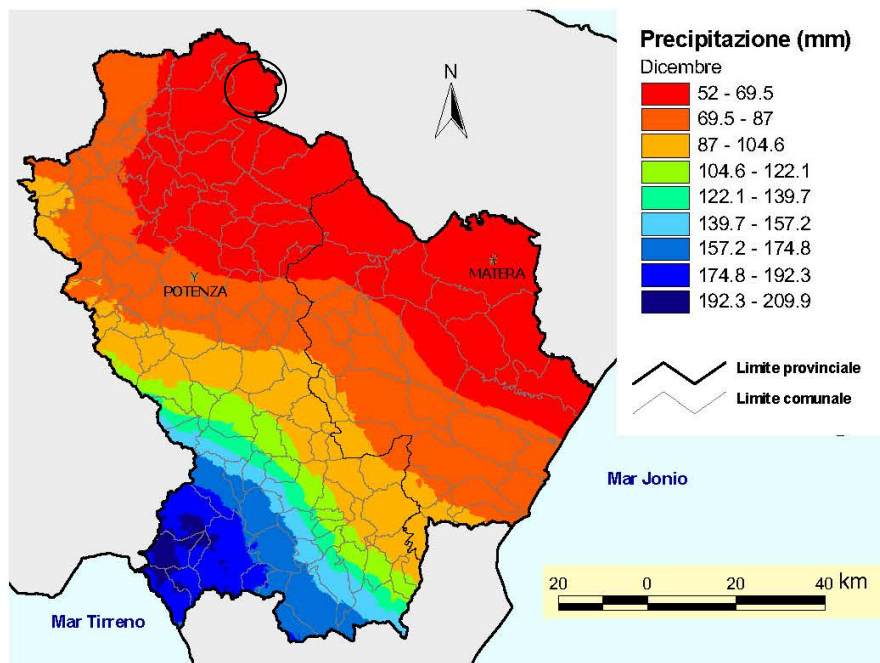 Precipitazione (mm)
Dicembre
52 - 69.5
69.5 - 87
87 - 104.6
104.6 - 122.1
122.1 - 139.7
139.7 - 157.2
157.2 - 174.8
174.8 - 192.3
192.3 - 209.9
Limite provinciale
Limite comunale
N
MATERA
POTENZA
Mar Jonio
Mar Tirreno
20 0 20 40 km